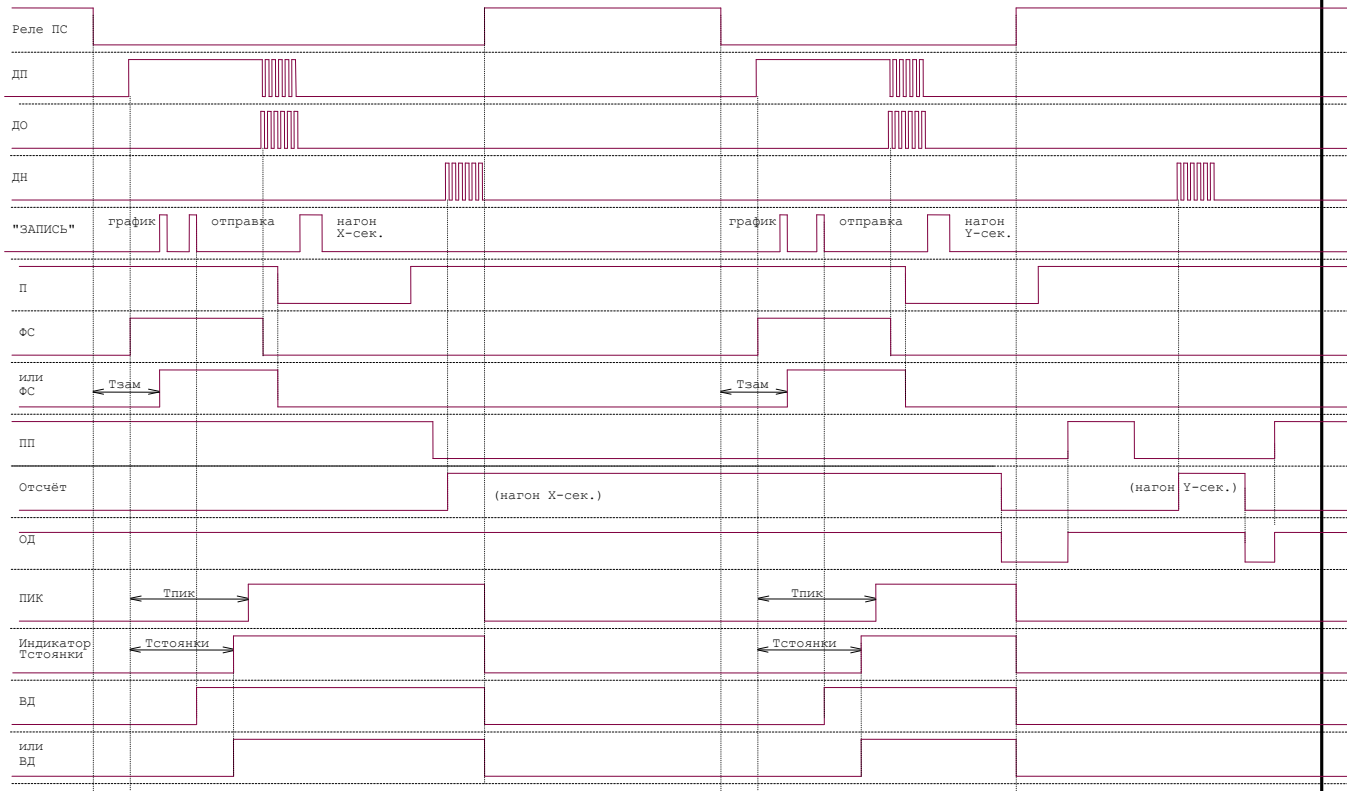 Реле ПС
ДП
ДО
ДН
"ЗАПИСЬ" график отправка нагон график отправка нагон
X-сек. Y-сек.
П
ФС
или
ФС Тзам Тзам
ПП
Отсчёт (нагон X-сек.) (нагон Y-сек.)
ОД
ПИК Тпик Тпик
Индикатор Тстоянки Тстоянки
Тстоянки
ВД
или
ВД